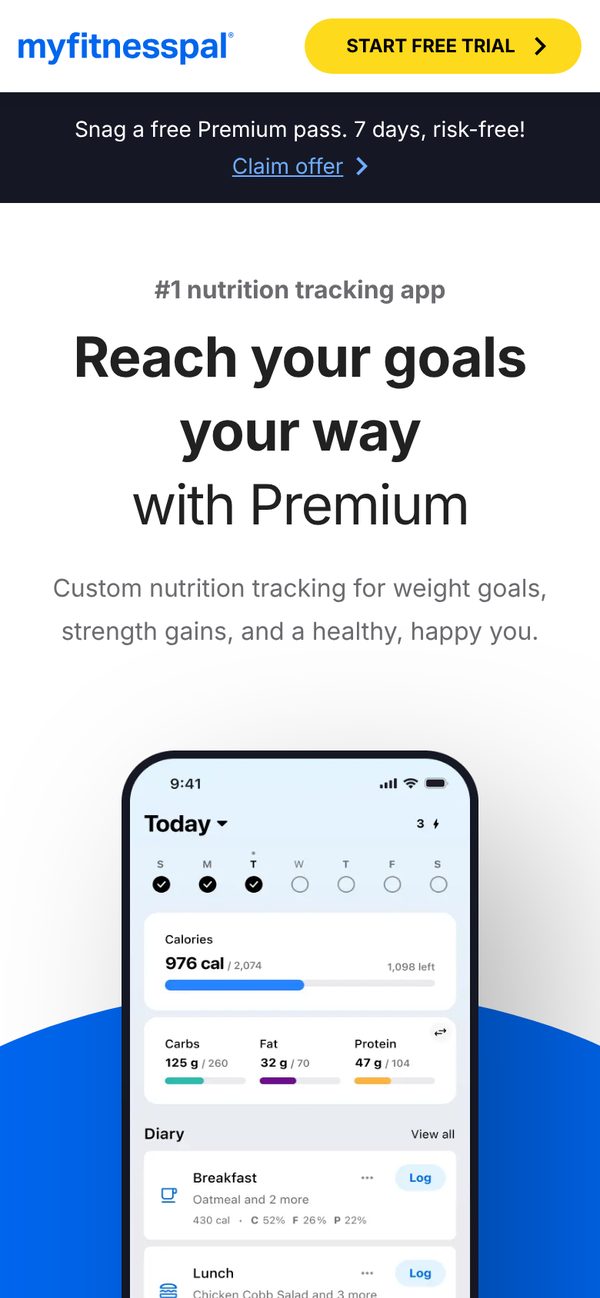 myfitnesspal®
START FREE TRIAL
Snag a free Premium pass. 7 days, risk-free!
Claim offer
#1 nutrition tracking app
Reach your goals
your way
with Premium
Custom nutrition tracking for weight goals,
strength gains, and a healthy, happy you.
9:41
Today
3
S M T W T F S
Calories
976 cal / 2,074
1,098 left
Carbs Fat Protein
125 g / 260 32 g / 70 47 g / 104
Diary View all
Breakfast ··· Log
Oatmeal and 2 more
430 cal · C 52% F 26% P 22%
Lunch ··· Log
Chicken Cobb Salad and 3 more